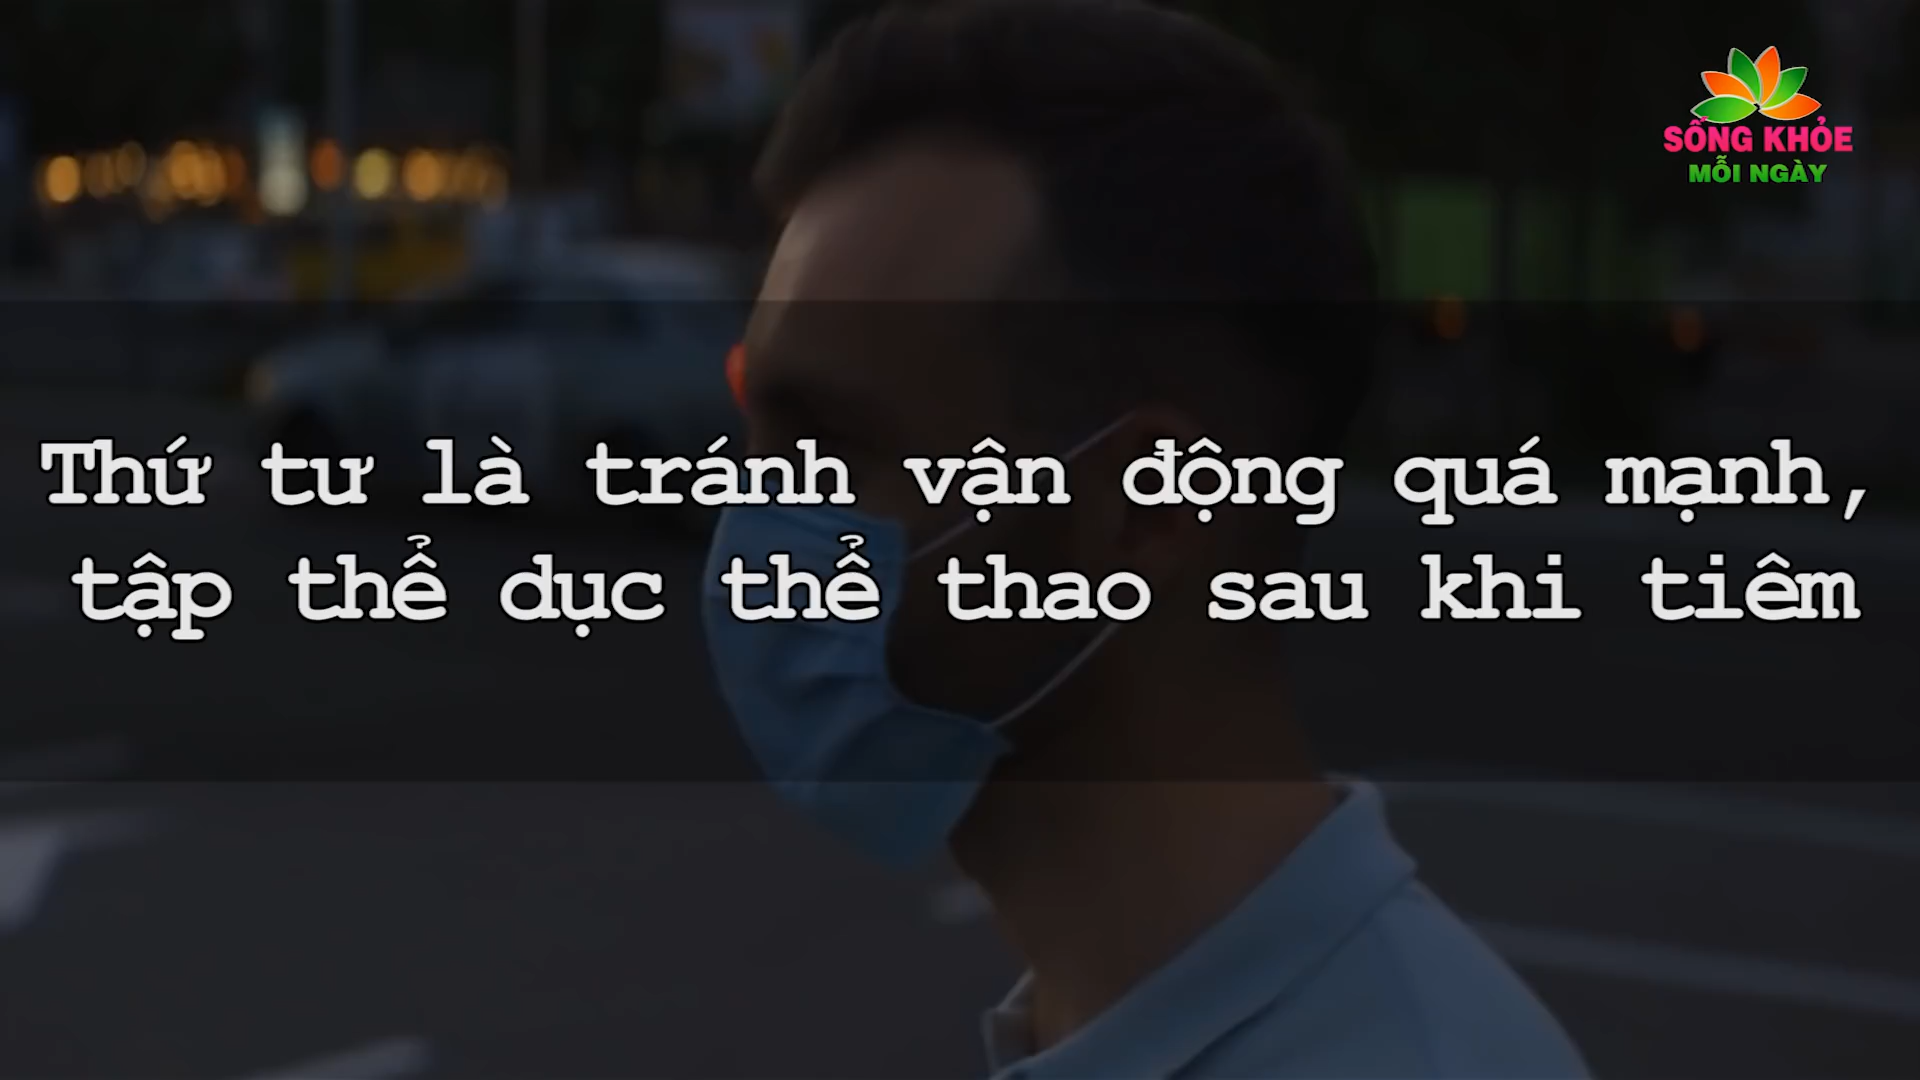 SỐNG KHỎE
MỖI NGÀY
Thứ tư là tránh vận động quá mạnh,
tập thể dục thể thao sau khi tiêm